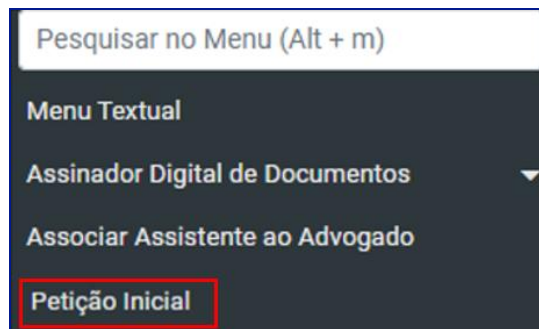 Pesquisar no Menu (Alt + m)
Menu Textual
Assinador Digital de Documentos
Associar Assistente ao Advogado
Petição Inicial